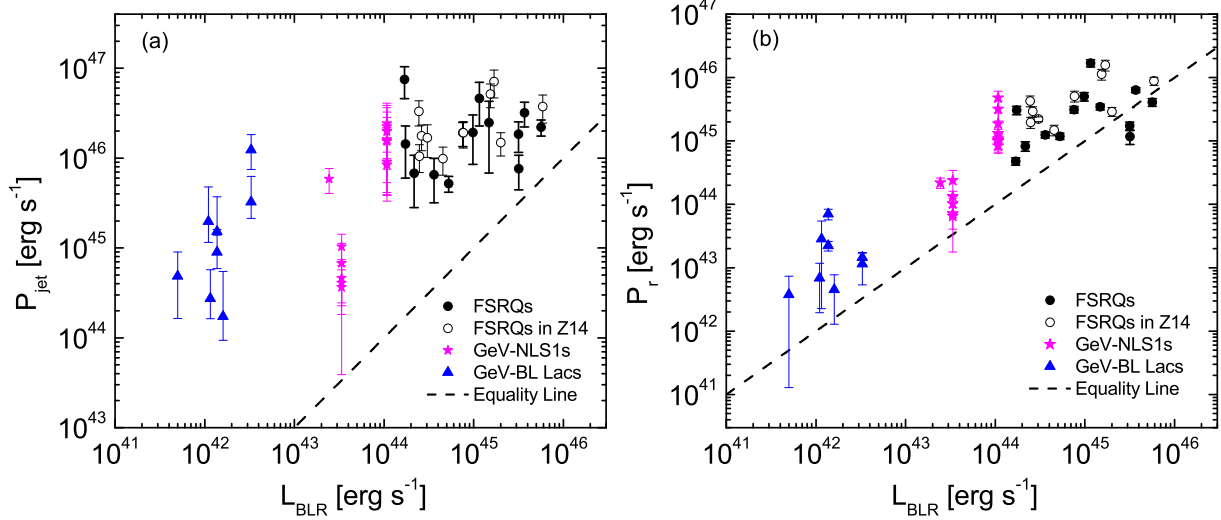 (a)
10^47
10^46
10^45
10^44
10^43
P_jet [erg s^-1]
FSRQs
FSRQs in Z14
GeV-NLS1s
GeV-BL Lacs
Equality Line
10^41 10^42 10^43 10^44 10^45 10^46
L_BLR [erg s^-1]
(b)
10^47
10^46
10^45
10^44
10^43
10^42
10^41
P_r [erg s^-1]
FSRQs
FSRQs in Z14
GeV-NLS1s
GeV-BL Lacs
Equality Line
10^41 10^42 10^43 10^44 10^45 10^46
L_BLR [erg s^-1]